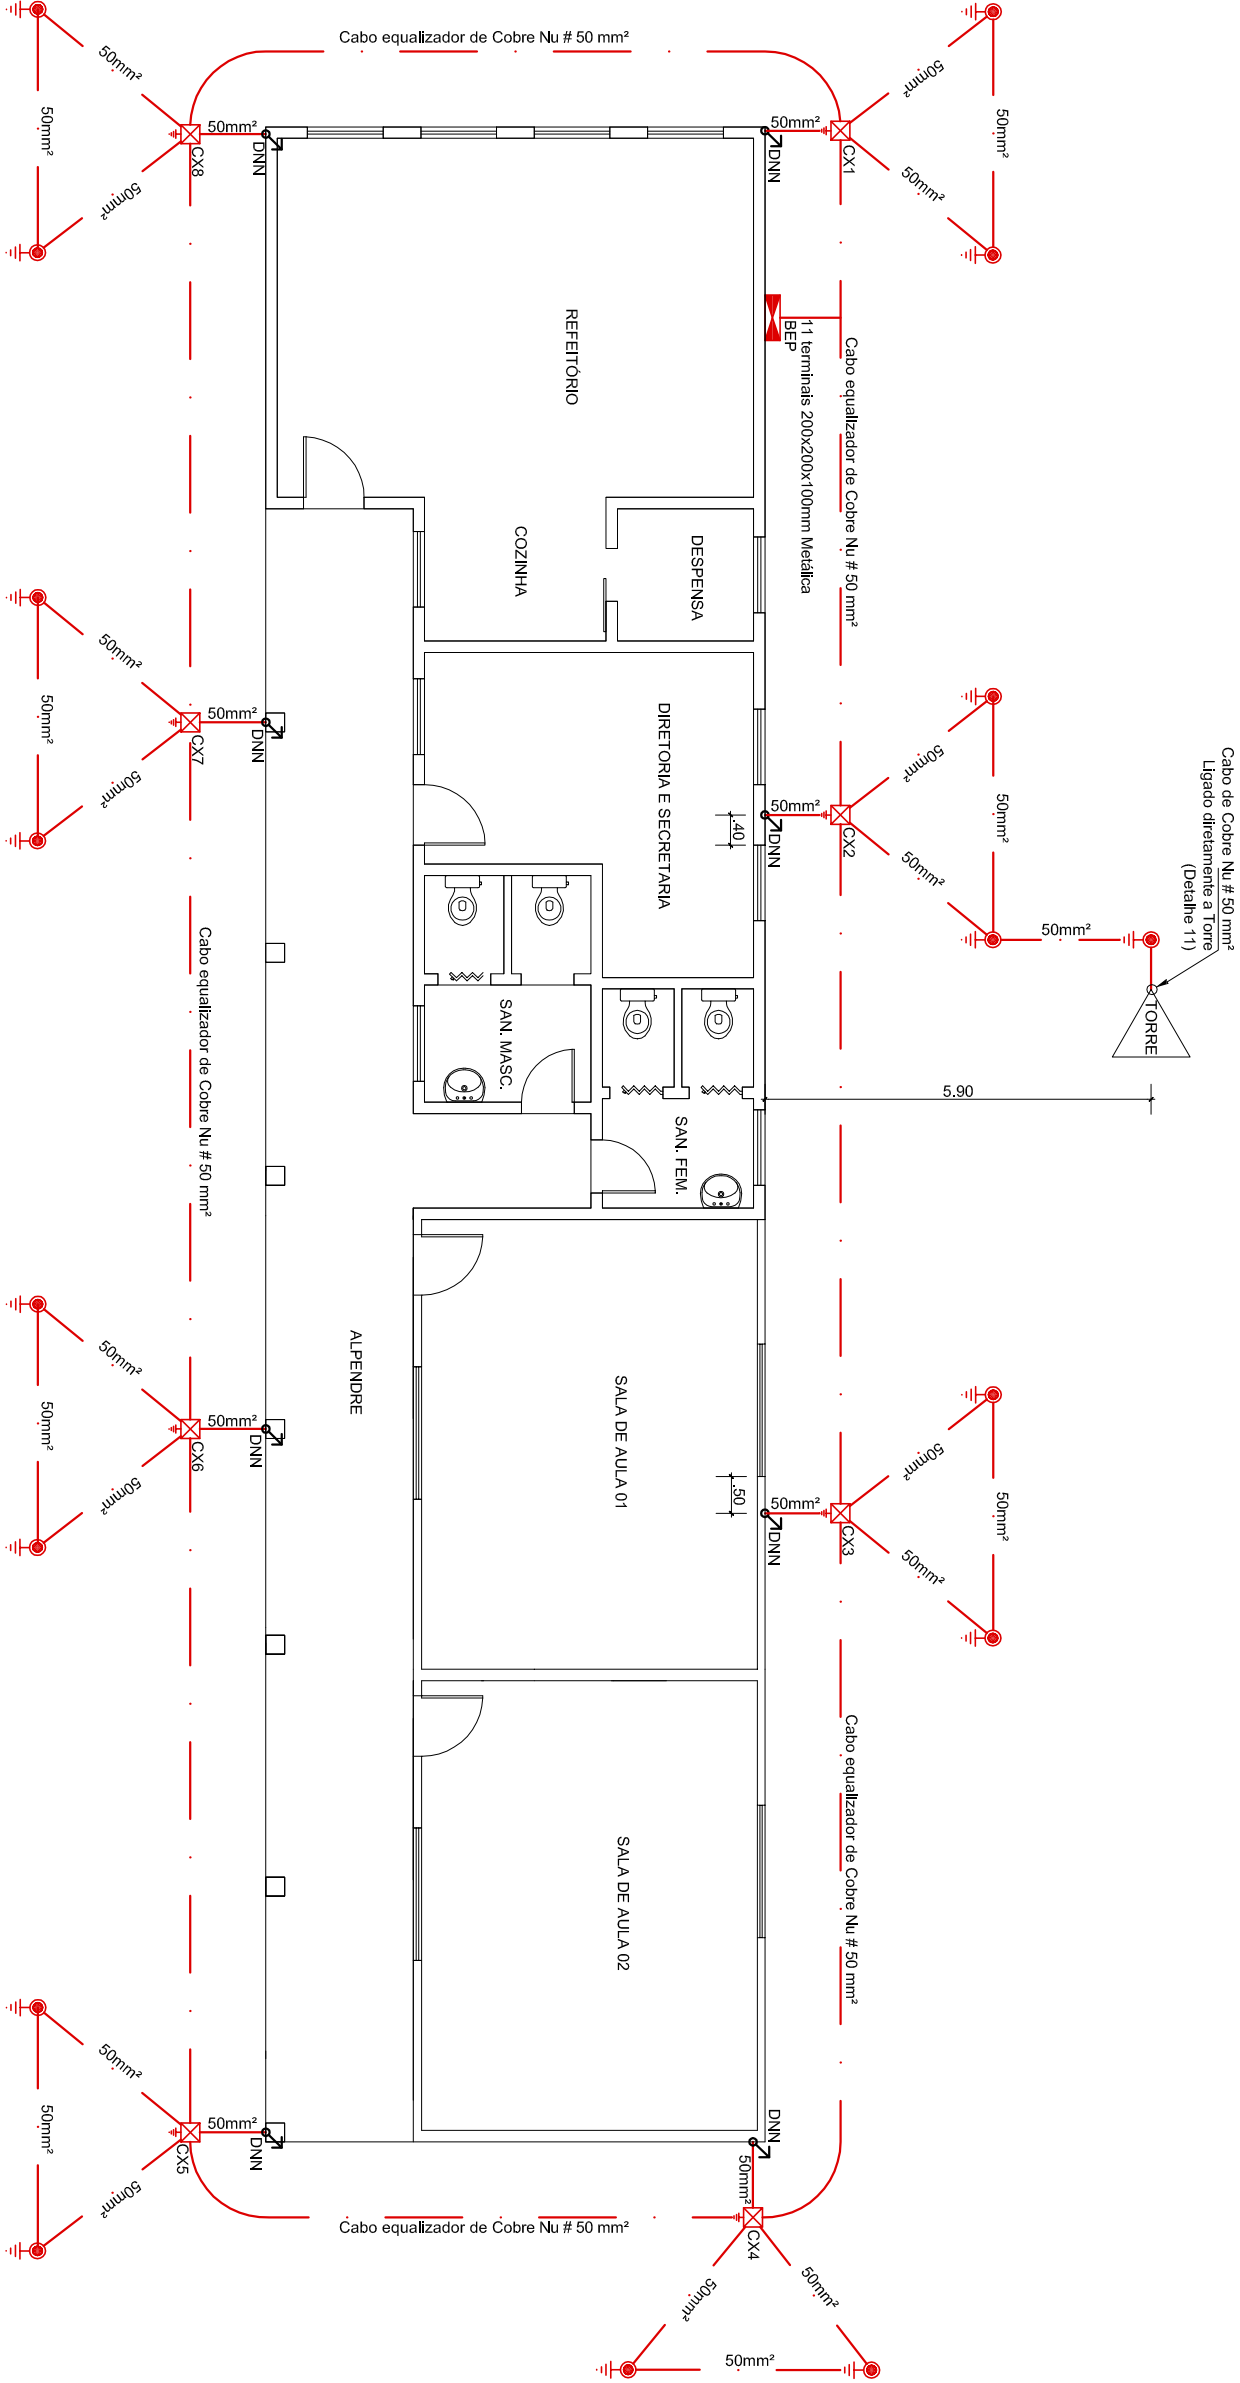 Cabo equalizador de Cobre Nu # 50 mm²
50mm²
50mm²
50mm²
50mm²
DNN
CX8
50mm²
DNN
CX1
50mm²
50mm²
50mm²
BEP
11 terminais 200x200x100mm Metálica
Cabo equalizador de Cobre Nu # 50 mm²
REFEITÓRIO
COZINHA
DESPENSA
50mm²
50mm²
50mm²
50mm²
DNN
CX7
DIRETORIA E SECRETARIA
.40
50mm²
DNN
CX2
50mm²
50mm²
50mm²
50mm²
Cabo de Cobre Nu # 50 mm²
Ligado diretamente a Torre
(Detalhe 11)
TORRE
5.90
Cabo equalizador de Cobre Nu # 50 mm²
SAN. MASC.
SAN. FEM.
ALPENDRE
50mm²
50mm²
50mm²
50mm²
DNN
CX6
SALA DE AULA 01
.50
50mm²
DNN
CX3
50mm²
50mm²
50mm²
Cabo equalizador de Cobre Nu # 50 mm²
SALA DE AULA 02
50mm²
50mm²
50mm²
50mm²
DNN
CX5
DNN
50mm²
CX4
50mm²
50mm²
50mm²
Cabo equalizador de Cobre Nu # 50 mm²